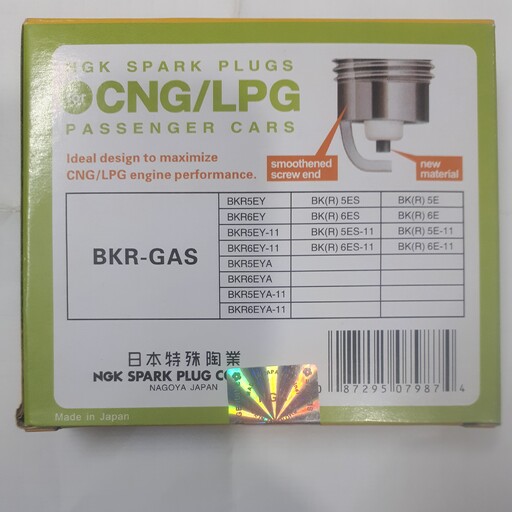 NGK SPARK PLUGS
for CNG/LPG
PASSENGER CARS
Ideal design to maximize
CNG/LPG engine performance.
smoothened
screw end
new
material
BKR-GAS
BKR5EY BK(R) 5ES BK(R) 5E
BKR6EY BK(R) 6ES BK(R) 6E
BKR5EY-11 BK(R) 5ES-11 BK(R) 5E-11
BKR6EY-11 BK(R) 6ES-11 BK(R) 6E-11
BKR5EYA
BKR6EYA
BKR5EYA-11
BKR6EYA-11
日本特殊陶業
NGK SPARK PLUG
NAGOYA JAPAN
0 87295 07987 4
Made in Japan